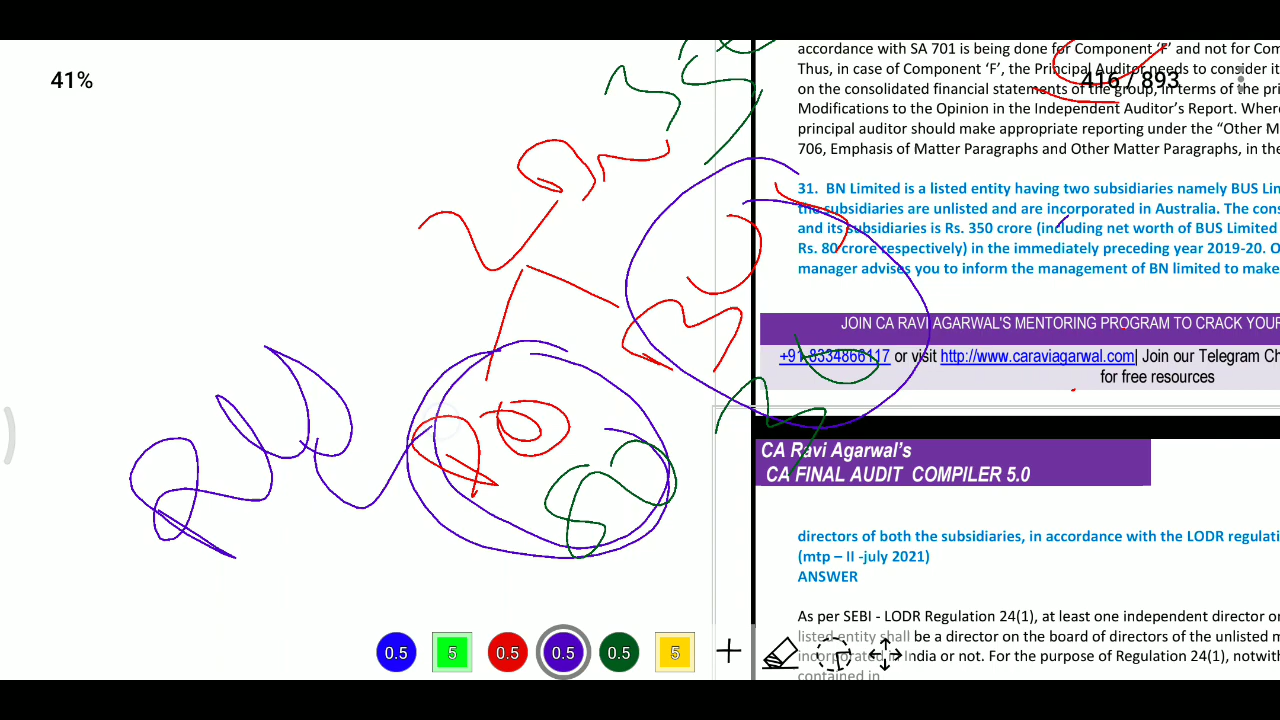 41%
416 / 893
accordance with SA 701 is being done for Component 'F' and not for Com
Thus, in case of Component 'F', the Principal Auditor needs to consider it
on the consolidated financial statements of the group, in terms of the pri
Modifications to the Opinion in the Independent Auditor's Report. Where
principal auditor should make appropriate reporting under the "Other M
706, Emphasis of Matter Paragraphs and Other Matter Paragraphs, in the
31. BN Limited is a listed entity having two subsidiaries namely BUS Lim
the subsidiaries are unlisted and are incorporated in Australia. The cons
and its subsidiaries is Rs. 350 crore (including net worth of BUS Limited
Rs. 80 crore respectively) in the immediately preceding year 2019-20. O
manager advises you to inform the management of BN limited to make
JOIN CA RAVI AGARWAL'S MENTORING PROGRAM TO CRACK YOUR
+91-8334866117 or visit http://www.caraviagarwal.com| Join our Telegram Ch
for free resources
CA Ravi Agarwal's
CA FINAL AUDIT COMPILER 5.0
directors of both the subsidiaries, in accordance with the LODR regulati
(mtp – II -july 2021)
ANSWER
As per SEBI - LODR Regulation 24(1), at least one independent director on
listed entity shall be a director on the board of directors of the unlisted m
incorporated in India or not. For the purpose of Regulation 24(1), notwit
contained in
0.5 5 0.5 0.5 0.5 5